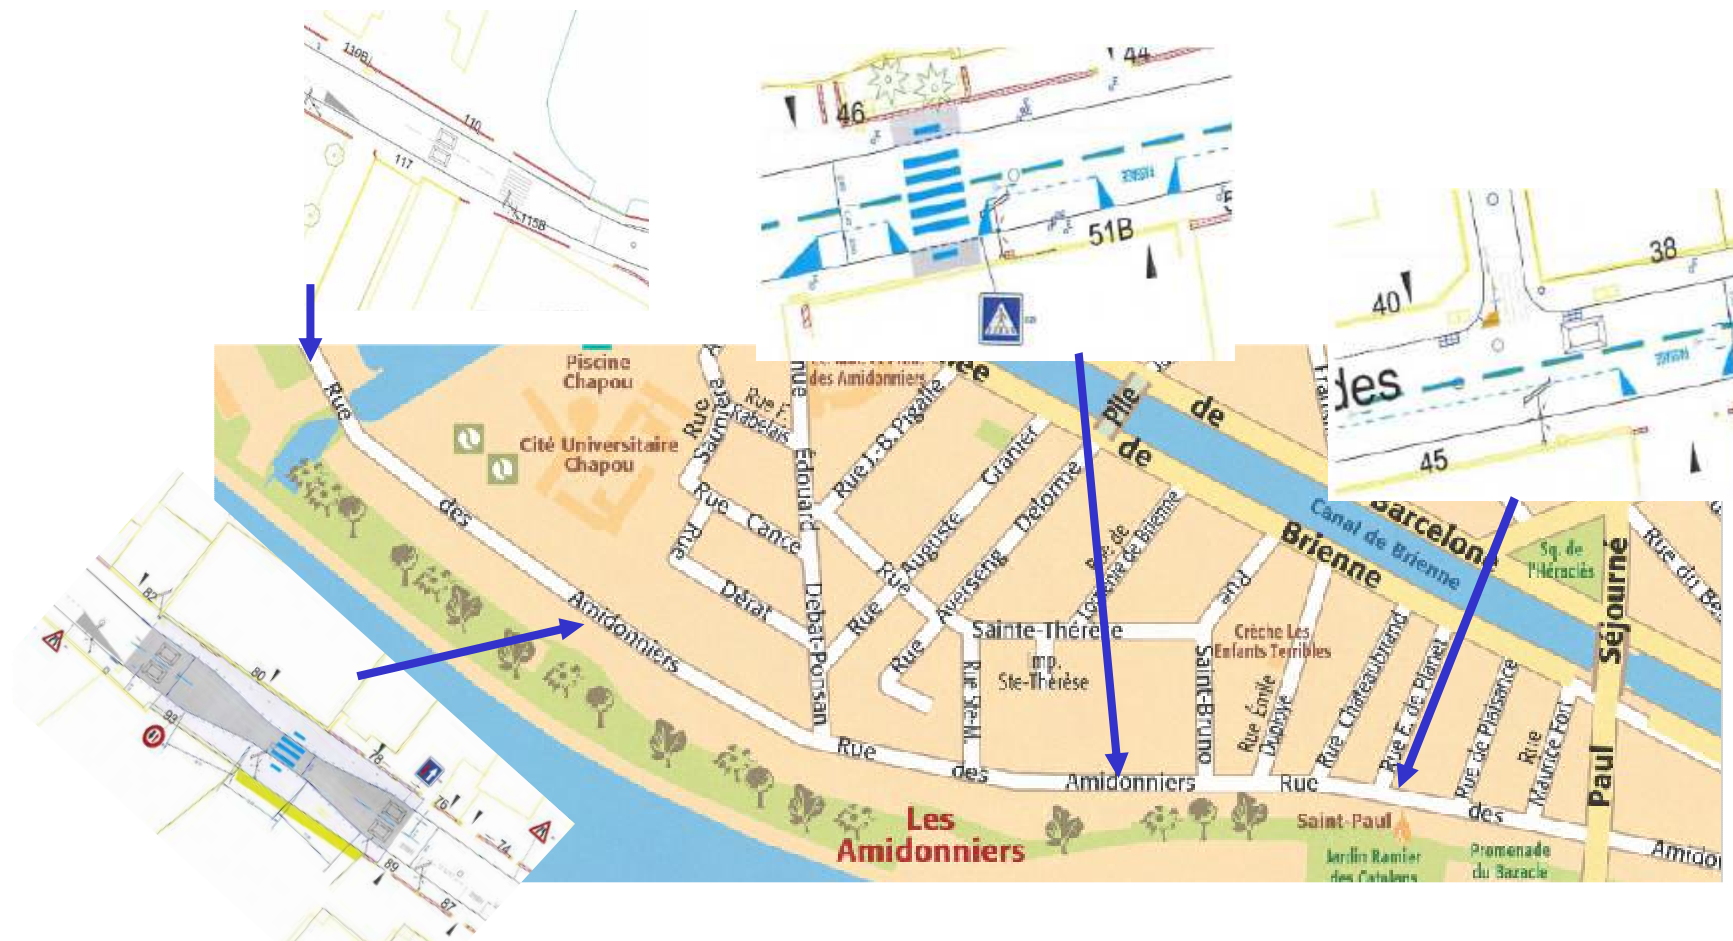 110B
110
117
115B
46
44
51B
38
40
des
45
82
80
93
78
76
74
89
87
Piscine
Chapou
des Amidonniers
Cité Universitaire
Chapou
Rue
des
Amidonniers
Rue
des
Amidonniers
Rue
des
Rue
Saunière
Rue F.
Rabelais
Rue Cance
Rue
Dérat
Édouard
Debat-Ponsan
Rue J.-B. Pigalle
Rue Auguste Granier
Rue Averseng Delorme
Rue
Sainte-Thérèse
Imp.
Ste-Thérèse
Rue Ste-M.
Saint-Bruno
Rue
Crèche Les
Enfants Terribles
Rue Émile
Rue Chateaubrand
Rue E. de Planet
Rue de Plaisance
Rue
Maurice Fort
de
Brienne
de
Barcelone
Canal de Brienne
Sq. de
l'Héraclès
Paul
Séjourné
Les
Amidonniers
Saint-Paul
Jardin Ramier
des Catalans
Promenade
du Bazacle